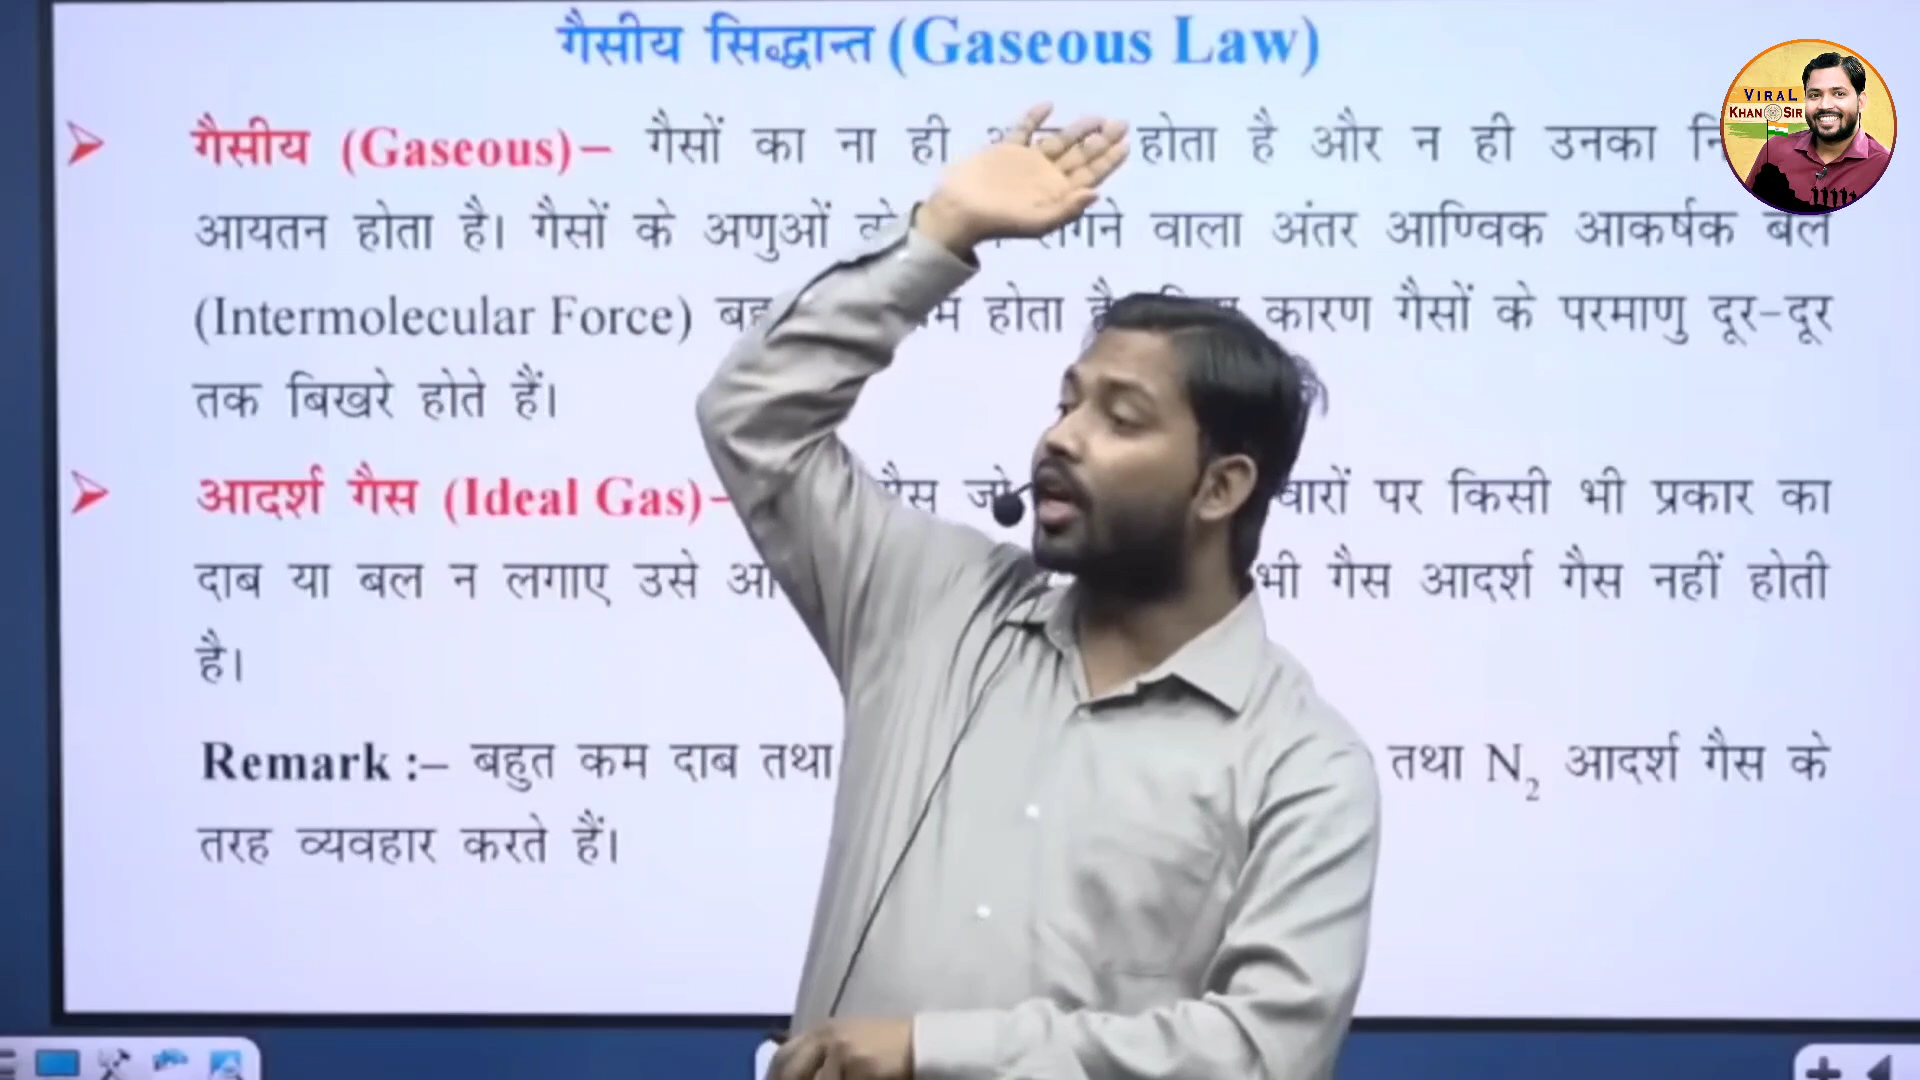 गैसीय सिद्धान्त (Gaseous Law)
VIRAL
KHAN SIR
गैसीय (Gaseous)– गैसों का ना ही होता है और न ही उनका
आयतन होता है। गैसों के अणुओं वाला अंतर आण्विक आकर्षक बल
(Intermolecular Force) होता कारण गैसों के परमाणु दूर-दूर
तक बिखरे होते हैं।
आदर्श गैस (Ideal Gas)– पर किसी भी प्रकार का
दाब या बल न लगाए उसे भी गैस आदर्श गैस नहीं होती
है।
Remark :– बहुत कम दाब तथा तथा N₂ आदर्श गैस के
तरह व्यवहार करते हैं।